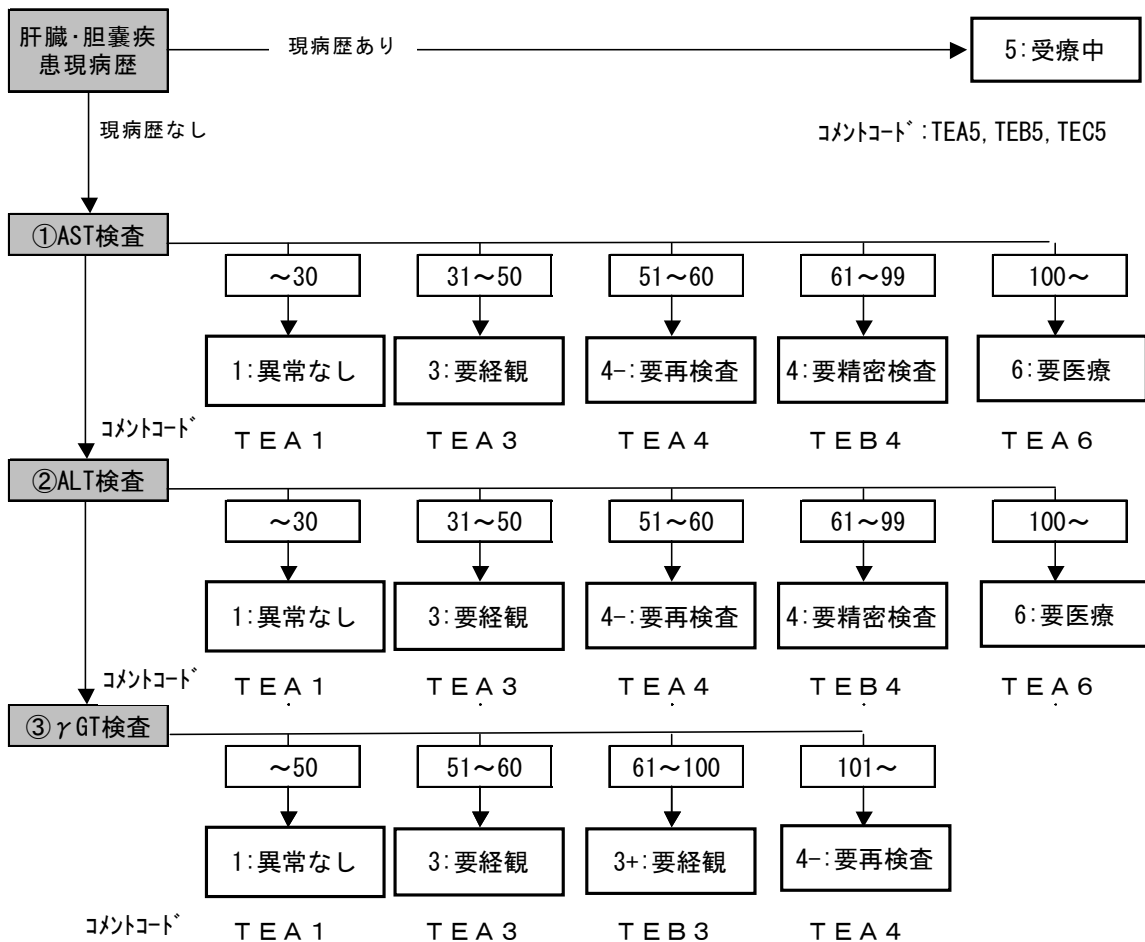 肝臓・胆嚢疾
患現病歴
現病歴あり
5:受療中
現病歴なし
コメントコード:TEA5, TEB5, TEC5
①AST検査
～30
31～50
51～60
61～99
100～
1:異常なし
3:要経観
4-:要再検査
4:要精密検査
6:要医療
コメントコード
TEA1
TEA3
TEA4
TEB4
TEA6
②ALT検査
～30
31～50
51～60
61～99
100～
1:異常なし
3:要経観
4-:要再検査
4:要精密検査
6:要医療
コメントコード
TEA1
TEA3
TEA4
TEB4
TEA6
③γGT検査
～50
51～60
61～100
101～
1:異常なし
3:要経観
3+:要経観
4-:要再検査
コメントコード
TEA1
TEA3
TEB3
TEA4